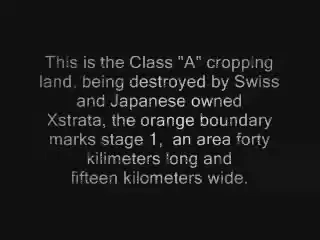 This is the Class "A" cropping
land, being destroyed by Swiss
and Japanese owned
Xstrata, the orange boundary
marks stage 1,  an area forty
kilimeters long and
fifteen kilometers wide.